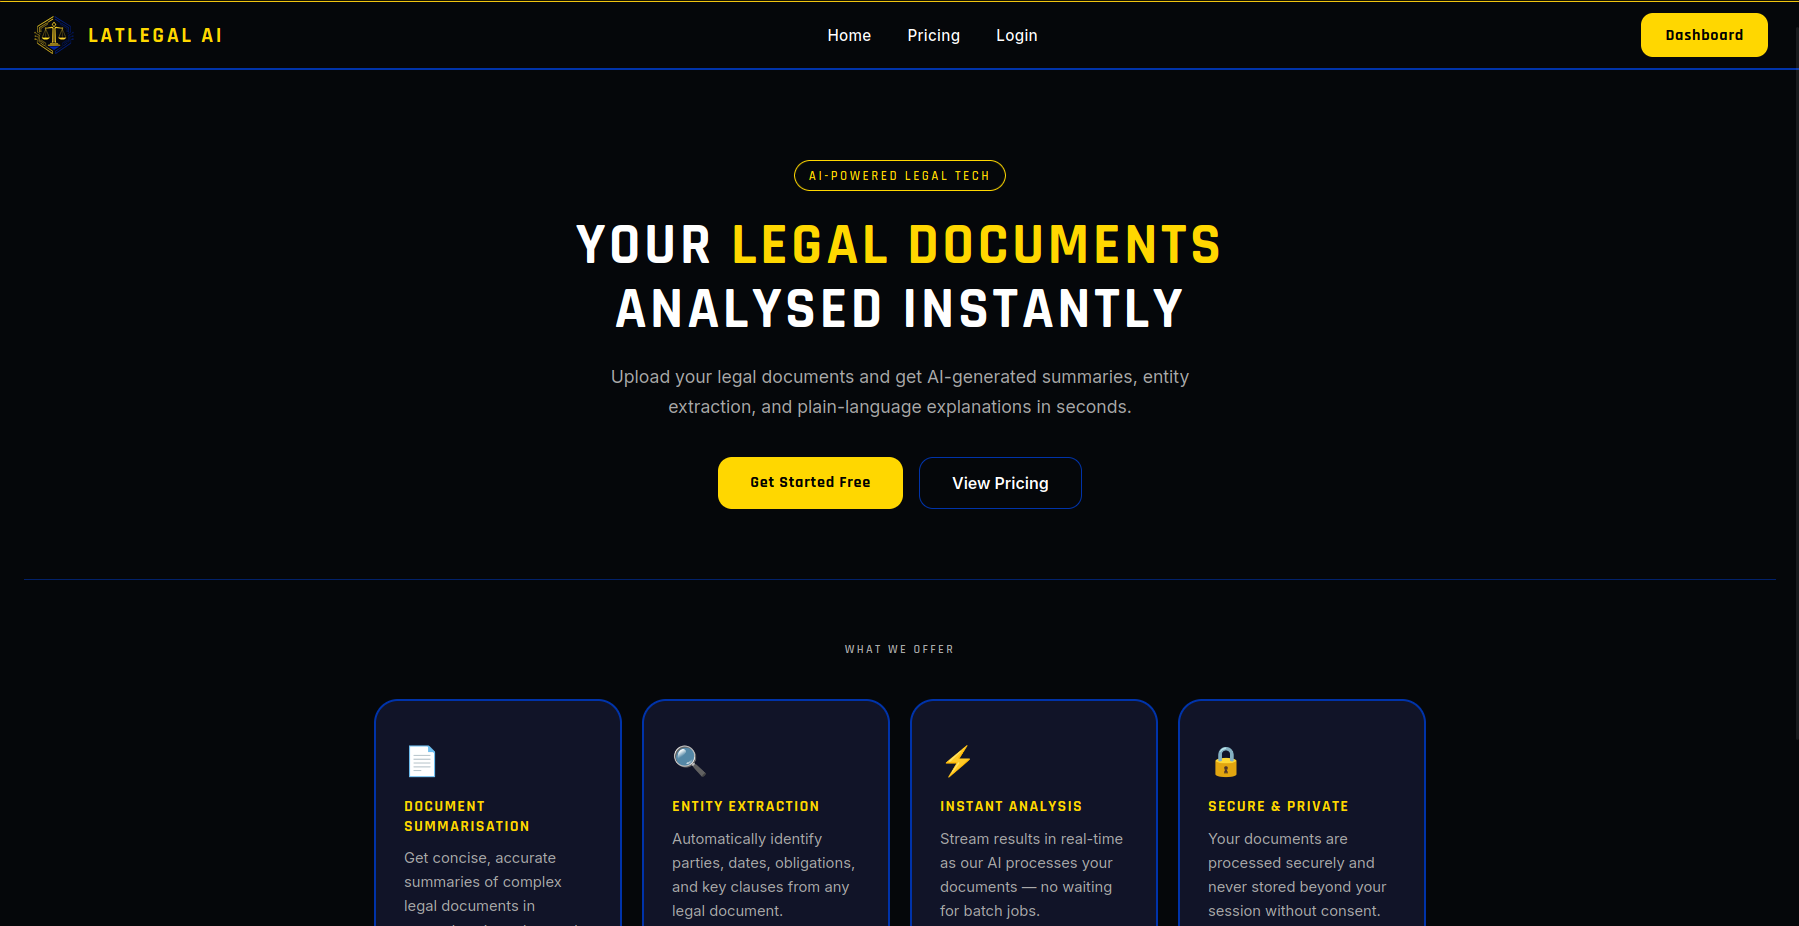 LATLEGAL AI
Home
Pricing
Login
Dashboard
AI-POWERED LEGAL TECH
YOUR LEGAL DOCUMENTS
ANALYSED INSTANTLY
Upload your legal documents and get AI-generated summaries, entity
extraction, and plain-language explanations in seconds.
Get Started Free
View Pricing
WHAT WE OFFER
DOCUMENT
SUMMARISATION
Get concise, accurate
summaries of complex
legal documents in
ENTITY EXTRACTION
Automatically identify
parties, dates, obligations,
and key clauses from any
legal document.
INSTANT ANALYSIS
Stream results in real-time
as our AI processes your
documents — no waiting
for batch jobs.
SECURE & PRIVATE
Your documents are
processed securely and
never stored beyond your
session without consent.